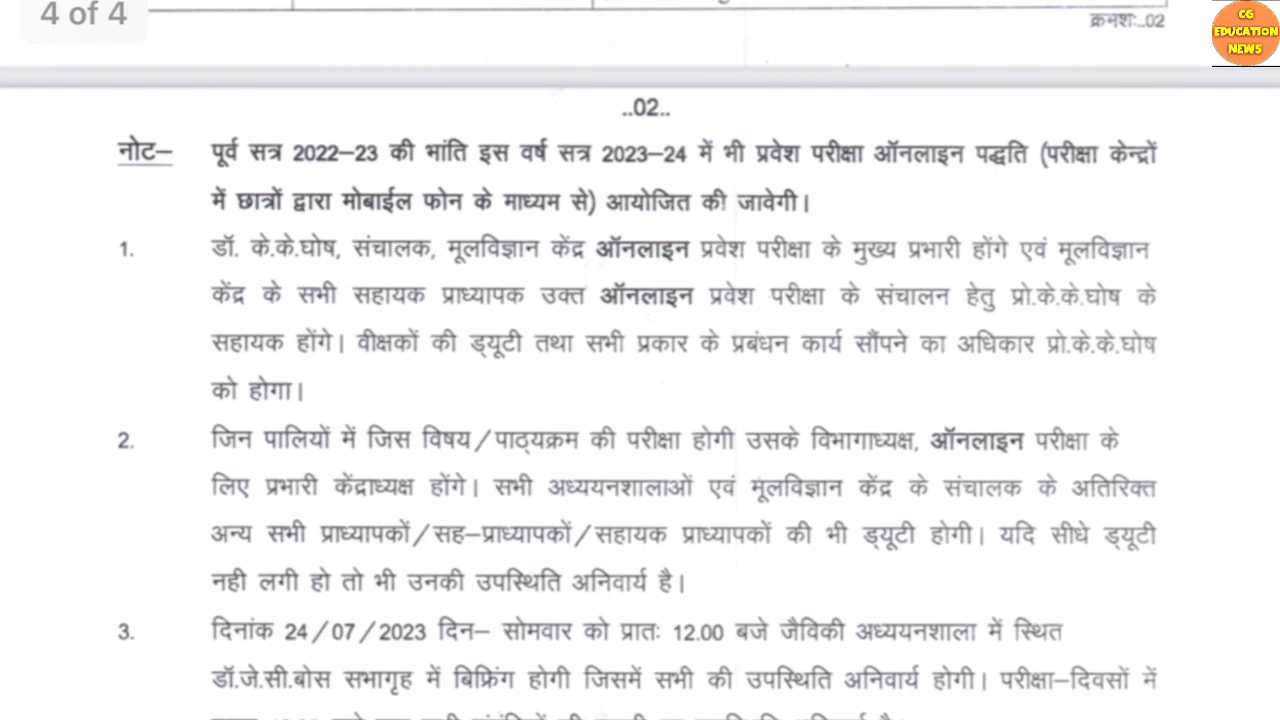 4 of 4
क्रमशः..02
CG
EDUCATION
NEWS
..02..
नोट– पूर्व सत्र 2022–23 की भांति इस वर्ष सत्र 2023–24 में भी प्रवेश परीक्षा ऑनलाइन पद्धति (परीक्षा केन्द्रों
में छात्रों द्वारा मोबाईल फोन के माध्यम से) आयोजित की जावेगी।
1. डॉ. के.के.घोष, संचालक, मूलविज्ञान केंद्र ऑनलाइन प्रवेश परीक्षा के मुख्य प्रभारी होंगे एवं मूलविज्ञान
केंद्र के सभी सहायक प्राध्यापक उक्त ऑनलाइन प्रवेश परीक्षा के संचालन हेतु प्रो.के.के.घोष के
सहायक होंगे। वीक्षकों की ड्यूटी तथा सभी प्रकार के प्रबंधन कार्य सौंपने का अधिकार प्रो.के.के.घोष
को होगा।
2. जिन पालियों में जिस विषय/पाठ्यक्रम की परीक्षा होगी उसके विभागाध्यक्ष, ऑनलाइन परीक्षा के
लिए प्रभारी केंद्राध्यक्ष होंगे। सभी अध्ययनशालाओं एवं मूलविज्ञान केंद्र के संचालक के अतिरिक्त
अन्य सभी प्राध्यापकों/सह–प्राध्यापकों/सहायक प्राध्यापकों की भी ड्यूटी होगी। यदि सीधे ड्यूटी
नही लगी हो तो भी उनकी उपस्थिति अनिवार्य है।
3. दिनांक 24/07/2023 दिन– सोमवार को प्रातः 12.00 बजे जैविकी अध्ययनशाला में स्थित
डॉ.जे.सी.बोस सभागृह में बिफ्रिंग होगी जिसमें सभी की उपस्थिति अनिवार्य होगी। परीक्षा–दिवसों में